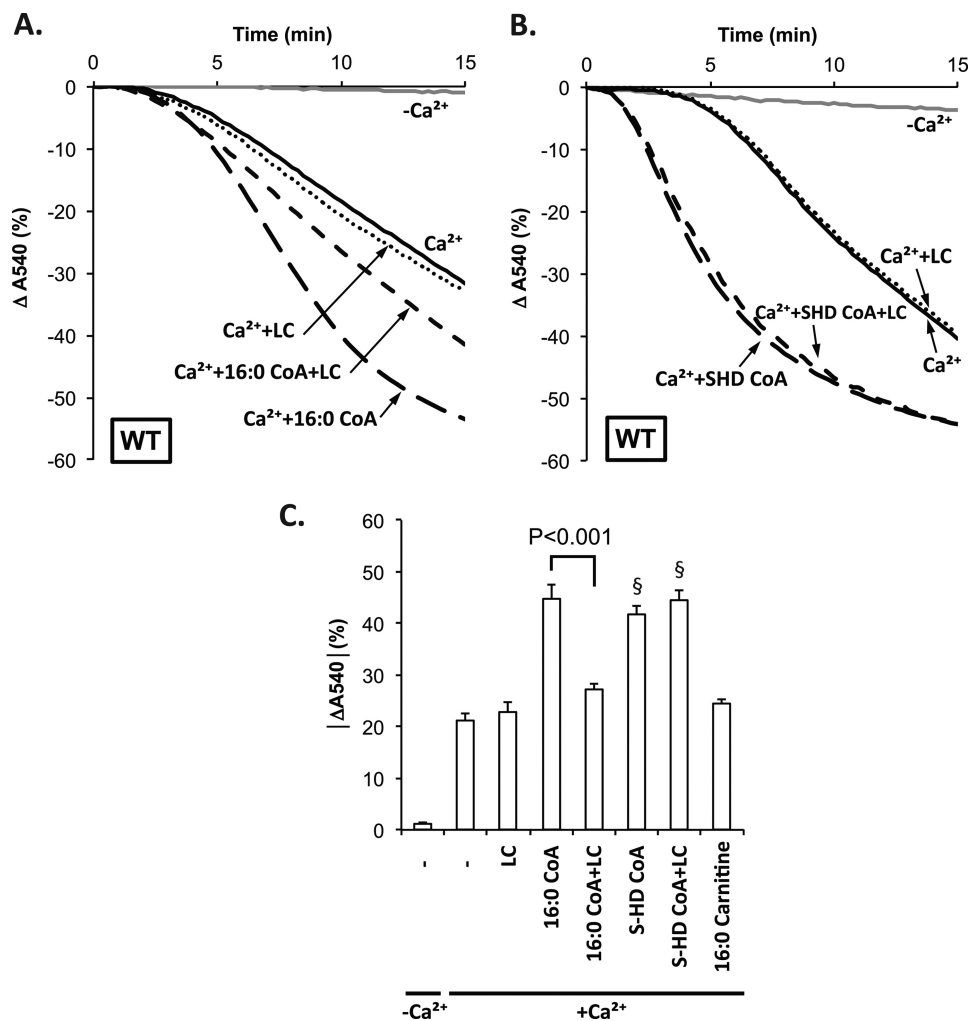 A.
Time (min)
0 5 10 15
0
-10
-20
-30
-40
-50
-60
Δ A540 (%)
-Ca²⁺
Ca²⁺
Ca²⁺+LC
Ca²⁺+16:0 CoA+LC
Ca²⁺+16:0 CoA
WT
B.
Time (min)
0 5 10 15
0
-10
-20
-30
-40
-50
-60
Δ A540 (%)
-Ca²⁺
Ca²⁺+LC
Ca²⁺+SHD CoA+LC
Ca²⁺
Ca²⁺+SHD CoA
WT
C.
60
50
40
30
20
10
0
|ΔA540| (%)
P<0.001
§ §
-
-
LC
16:0 CoA
16:0 CoA+LC
S-HD CoA
S-HD CoA+LC
16:0 Carnitine
-Ca²⁺ +Ca²⁺